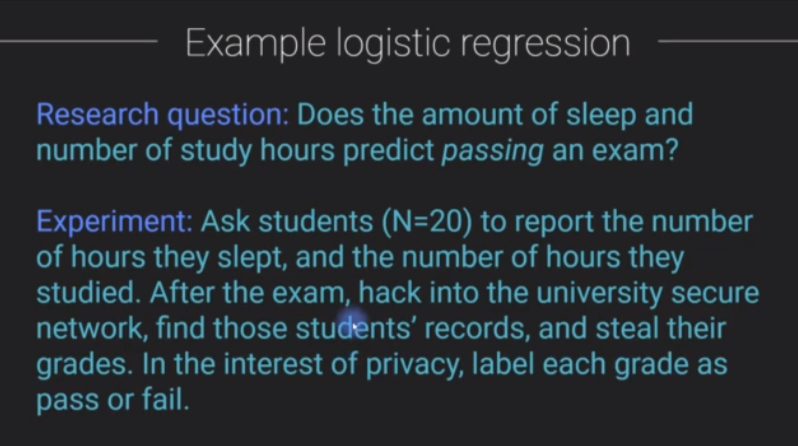 Example logistic regression
Research question: Does the amount of sleep and
number of study hours predict passing an exam?
Experiment: Ask students (N=20) to report the number
of hours they slept, and the number of hours they
studied. After the exam, hack into the university secure
network, find those students’ records, and steal their
grades. In the interest of privacy, label each grade as
pass or fail.